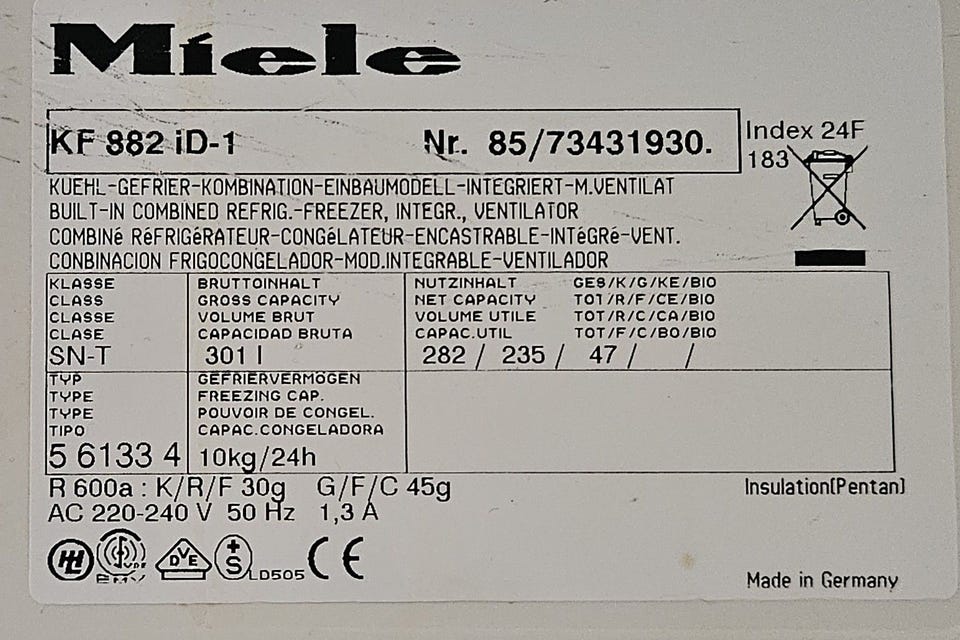 Miele
KF 882 iD-1 Nr. 85/73431930.
Index 24F
183
KUEHL-GEFRIER-KOMBINATION-EINBAUMODELL-INTEGRIERT-M.VENTILAT
BUILT-IN COMBINED REFRIG.-FREEZER, INTEGR., VENTILATOR
COMBINé RéFRIGéRATEUR-CONGéLATEUR-ENCASTRABLE-INTéGRé-VENT.
CONBINACION FRIGOCONGELADOR-MOD.INTEGRABLE-VENTILADOR
KLASSE BRUTTOINHALT NUTZINHALT GES/K/G/KE/BIO
CLASS GROSS CAPACITY NET CAPACITY TOT/R/F/CE/BIO
CLASSE VOLUME BRUT VOLUME UTILE TOT/R/C/CA/BIO
CLASE CAPACIDAD BRUTA CAPAC.UTIL TOT/F/C/BO/BIO
SN-T 301 l 282 / 235 / 47 / /
TYP GEFRIERVERMÖGEN
TYPE FREEZING CAP.
TYPE POUVOIR DE CONGEL.
TIPO CAPAC.CONGELADORA
5 6133 4 10kg/24h
R 600a : K/R/F 30g G/F/C 45g Insulation(Pentan)
AC 220-240 V 50 Hz 1,3 A
DVE +S LD505 CE
EMV
Made in Germany